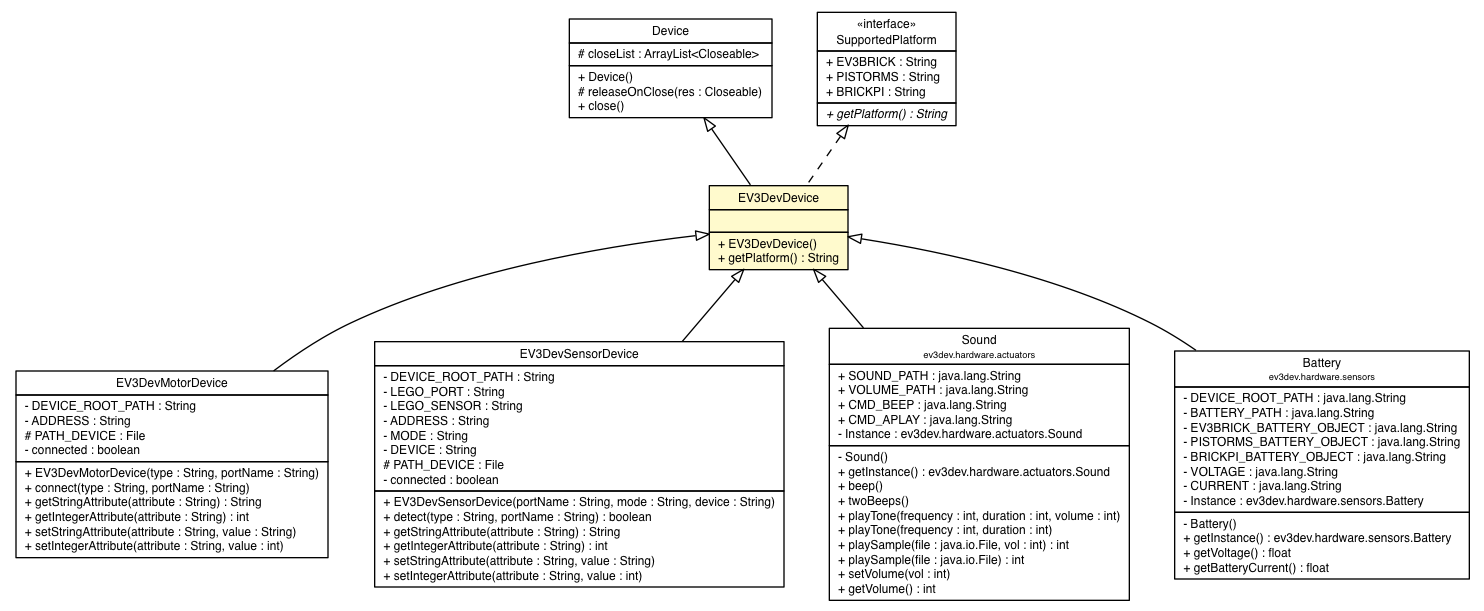 Device
# closeList : ArrayList<Closeable>
+ Device()
# releaseOnClose(res : Closeable)
+ close()
«interface»
SupportedPlatform
+ EV3BRICK : String
+ PISTORMS : String
+ BRICKPI : String
+ getPlatform() : String
EV3DevDevice
+ EV3DevDevice()
+ getPlatform() : String
EV3DevMotorDevice
- DEVICE_ROOT_PATH : String
- ADDRESS : String
# PATH_DEVICE : File
- connected : boolean
+ EV3DevMotorDevice(type : String, portName : String)
+ connect(type : String, portName : String)
+ getStringAttribute(attribute : String) : String
+ getIntegerAttribute(attribute : String) : int
+ setStringAttribute(attribute : String, value : String)
+ setIntegerAttribute(attribute : String, value : int)
EV3DevSensorDevice
- DEVICE_ROOT_PATH : String
- LEGO_PORT : String
- LEGO_SENSOR : String
- ADDRESS : String
- MODE : String
- DEVICE : String
# PATH_DEVICE : File
- connected : boolean
+ EV3DevSensorDevice(portName : String, mode : String, device : String)
+ detect(type : String, portName : String) : boolean
+ getStringAttribute(attribute : String) : String
+ getIntegerAttribute(attribute : String) : int
+ setStringAttribute(attribute : String, value : String)
+ setIntegerAttribute(attribute : String, value : int)
Sound
ev3dev.hardware.actuators
+ SOUND_PATH : java.lang.String
+ VOLUME_PATH : java.lang.String
+ CMD_BEEP : java.lang.String
+ CMD_APLAY : java.lang.String
- Instance : ev3dev.hardware.actuators.Sound
- Sound()
+ getInstance() : ev3dev.hardware.actuators.Sound
+ beep()
+ twoBeeps()
+ playTone(frequency : int, duration : int, volume : int)
+ playTone(frequency : int, duration : int)
+ playSample(file : java.io.File, vol : int) : int
+ playSample(file : java.io.File) : int
+ setVolume(vol : int)
+ getVolume() : int
Battery
ev3dev.hardware.sensors
- DEVICE_ROOT_PATH : java.lang.String
- BATTERY_PATH : java.lang.String
- EV3BRICK_BATTERY_OBJECT : java.lang.String
- PISTORMS_BATTERY_OBJECT : java.lang.String
- BRICKPI_BATTERY_OBJECT : java.lang.String
- VOLTAGE : java.lang.String
- CURRENT : java.lang.String
- Instance : ev3dev.hardware.sensors.Battery
- Battery()
+ getInstance() : ev3dev.hardware.sensors.Battery
+ getVoltage() : float
+ getBatteryCurrent() : float